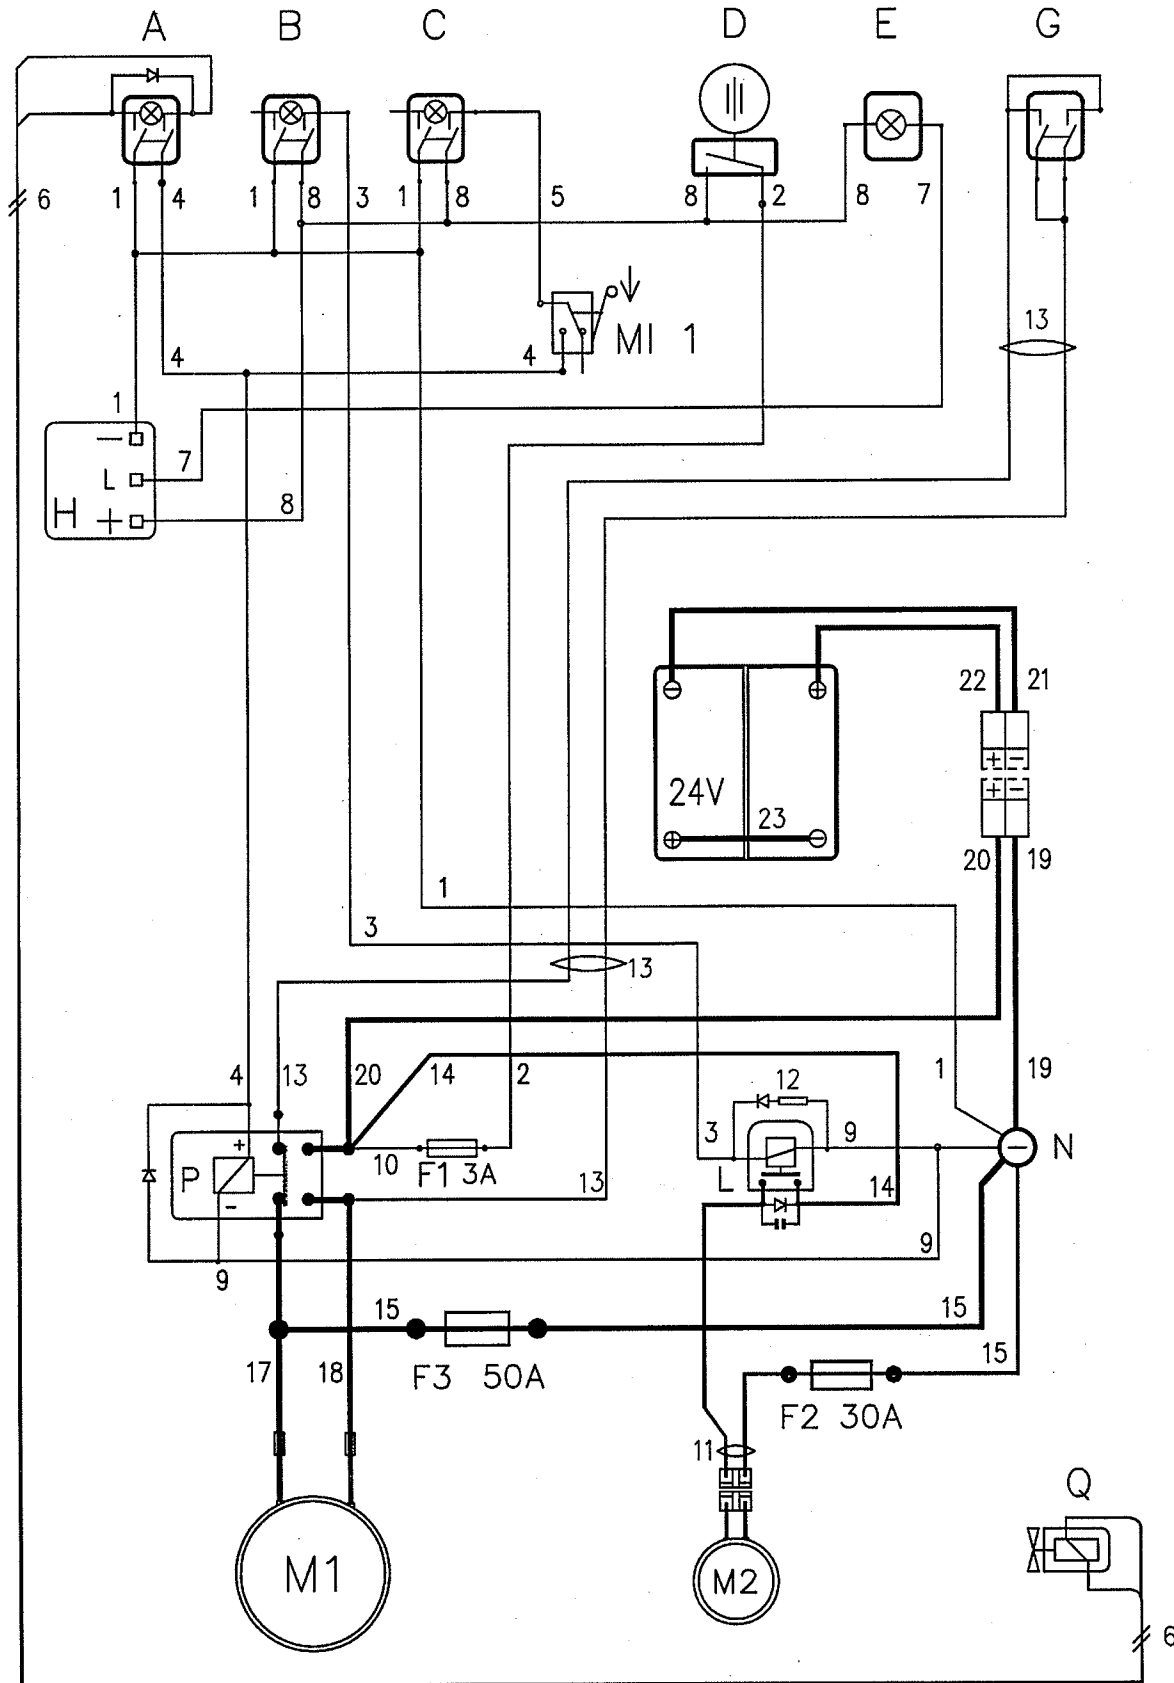 A B C D E G
6 1 4 1 8 3 1 8 5 8 2 8 7
MI 1
13
4 4
1
−
7
L
H + 8
22 21
+ −
24V
+ −
23
20 19
1
3
13
4 13 20 14 2 12 1 19
+
P
−
10 F1 3A
13
3 9
L
14
N
9 9
15 15
17 18 F3 50A
15
F2 30A
11
Q
M1 M2
6